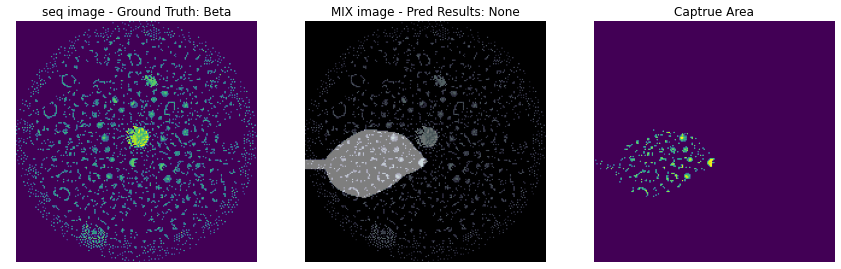 seq image - Ground Truth: Beta
MIX image - Pred Results: None
Captrue Area